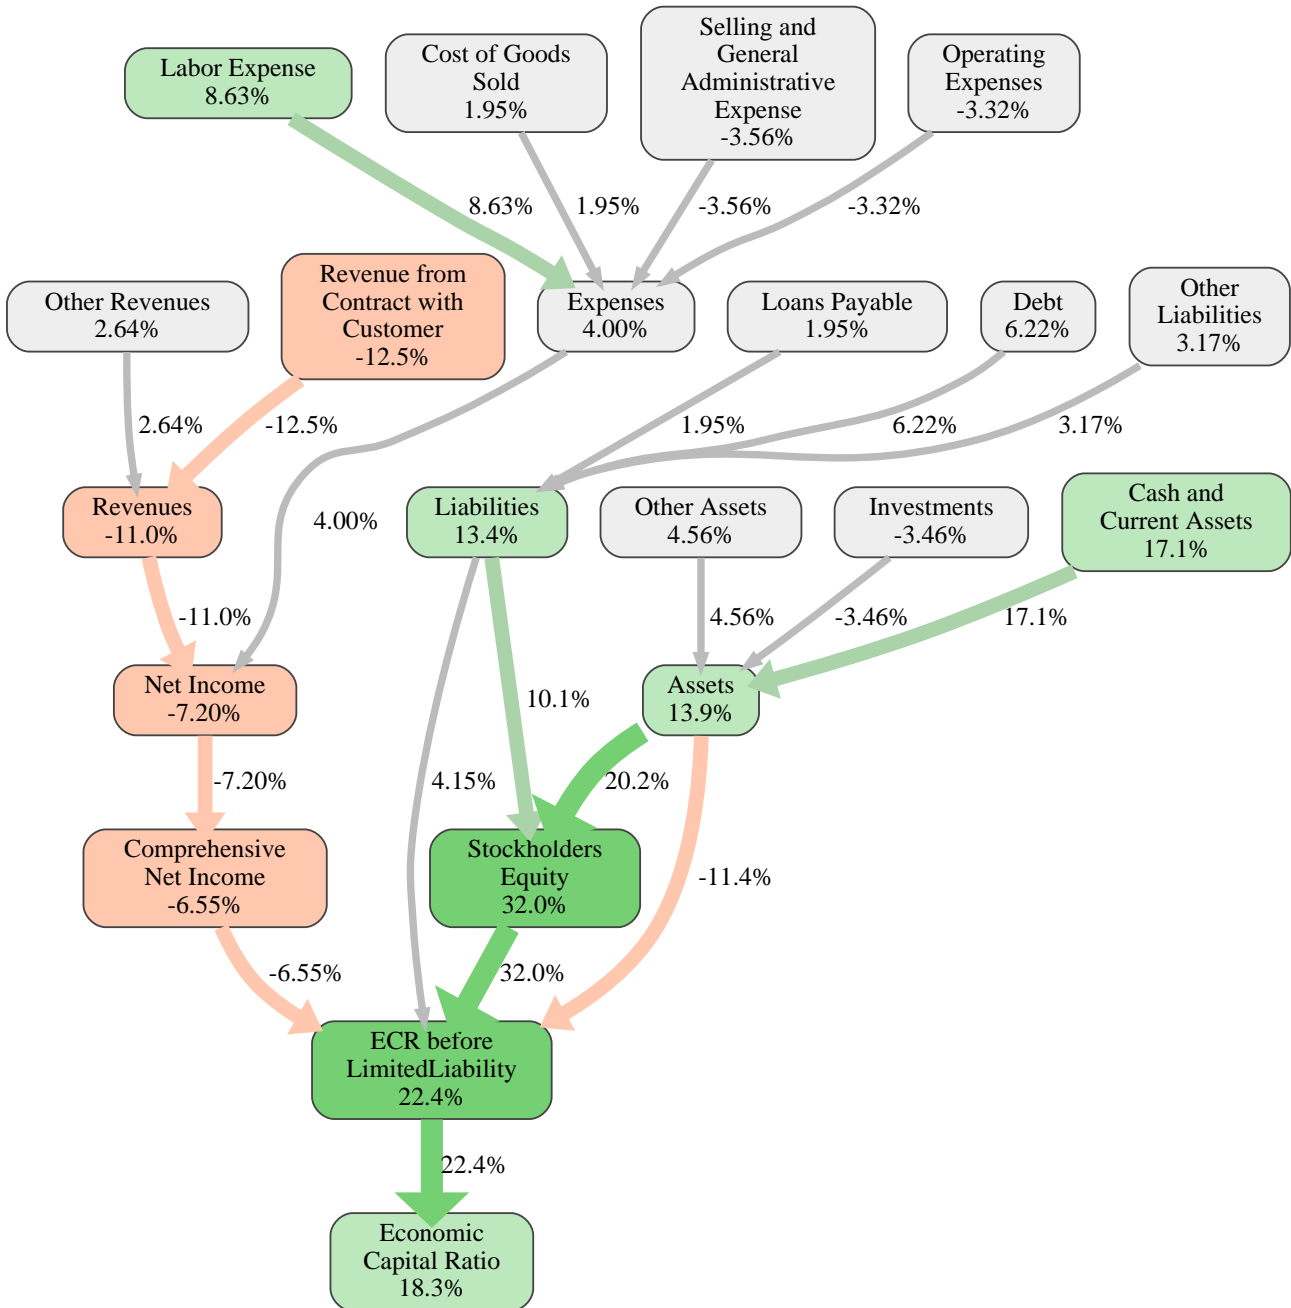 Labor Expense
8.63%
Cost of Goods
Sold
1.95%
Selling and
General
Administrative
Expense
-3.56%
Operating
Expenses
-3.32%
8.63%
1.95%
-3.56%
-3.32%
Other Revenues
2.64%
Revenue from
Contract with
Customer
-12.5%
Expenses
4.00%
Loans Payable
1.95%
Debt
6.22%
Other
Liabilities
3.17%
2.64%
-12.5%
1.95%
6.22%
3.17%
Revenues
-11.0%
4.00%
Liabilities
13.4%
Other Assets
4.56%
Investments
-3.46%
Cash and
Current Assets
17.1%
-11.0%
4.56%
-3.46%
17.1%
Net Income
-7.20%
10.1%
Assets
13.9%
-7.20%
4.15%
20.2%
Comprehensive
Net Income
-6.55%
Stockholders
Equity
32.0%
-11.4%
-6.55%
32.0%
ECR before
LimitedLiability
22.4%
22.4%
Economic
Capital Ratio
18.3%